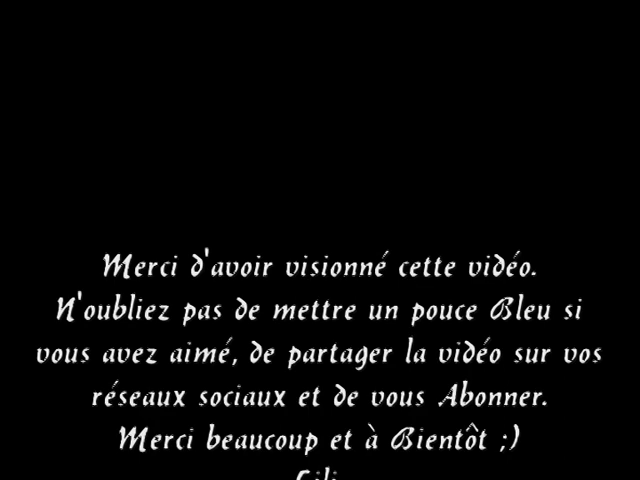 Merci d'avoir visionné cette vidéo.
N'oubliez pas de mettre un pouce Bleu si
vous avez aimé, de partager la vidéo sur vos
réseaux sociaux et de vous Abonner.
Merci beaucoup et à Bientôt ;)